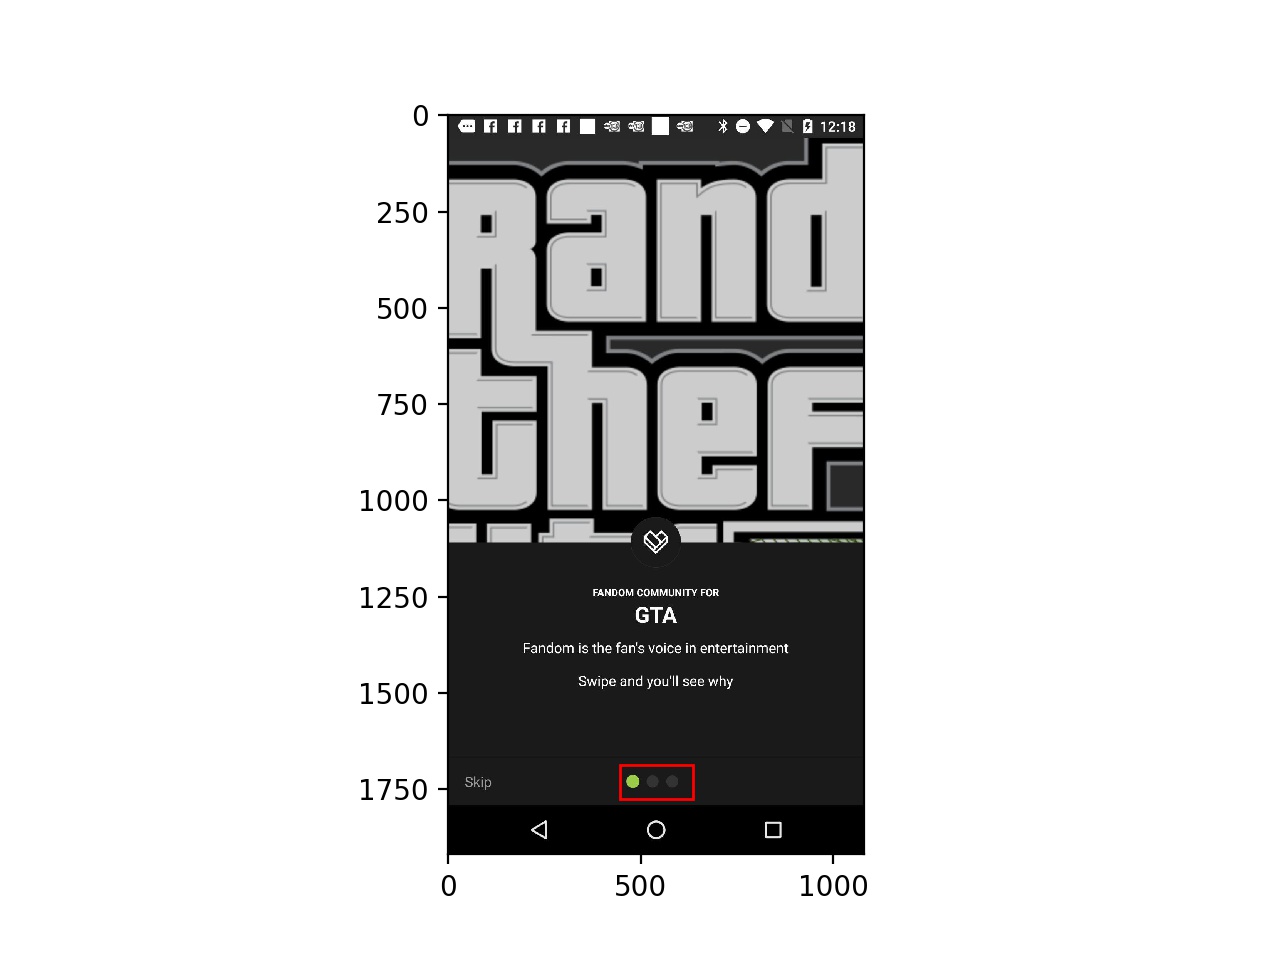 0
250
500
750
1000
1250
1500
1750
12:18
Rand
theF
FANDOM COMMUNITY FOR
GTA
Fandom is the fan's voice in entertainment
Swipe and you'll see why
Skip
0
500
1000